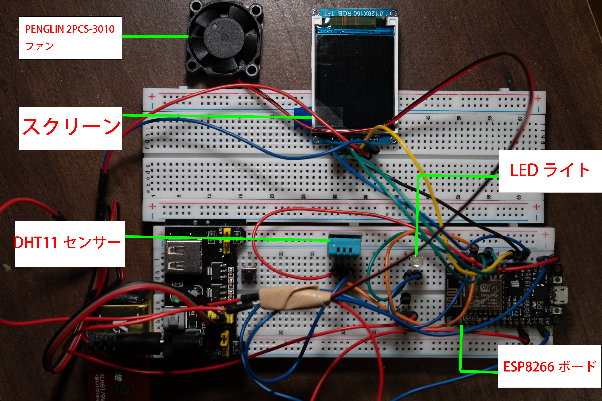 PENGLIN 2PCS-3010
ファン
スクリーン
LED ライト
DHT11 センサー
ESP8266 ボード